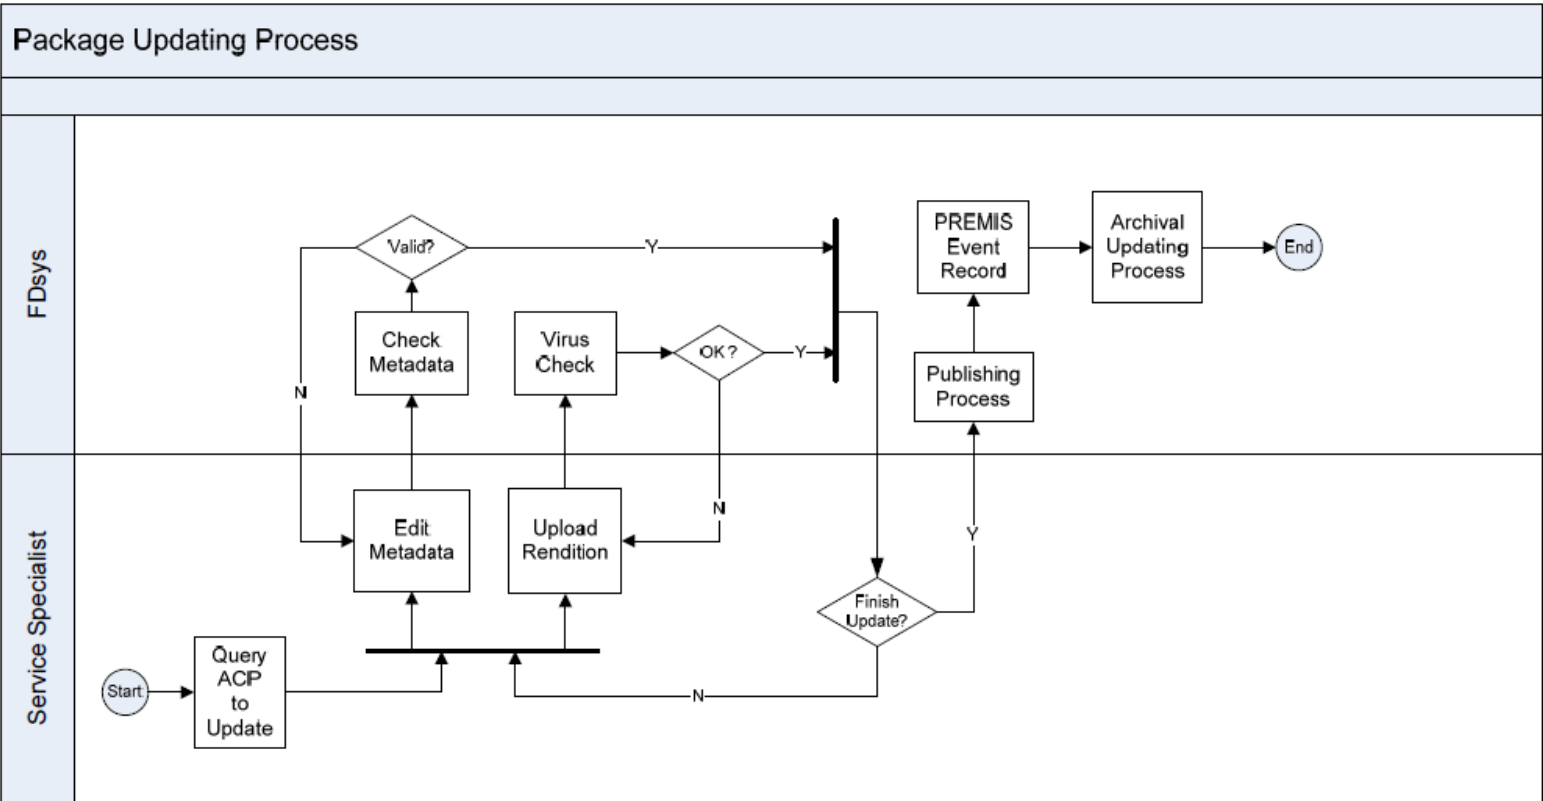 Package Updating Process
FDsys
Valid?
Y
N
Check
Metadata
Virus
Check
OK?
Y
N
PREMIS
Event
Record
Archival
Updating
Process
End
Publishing
Process
Service Specialist
Edit
Metadata
Upload
Rendition
Finish
Update?
Y
N
Start
Query
ACP
to
Update